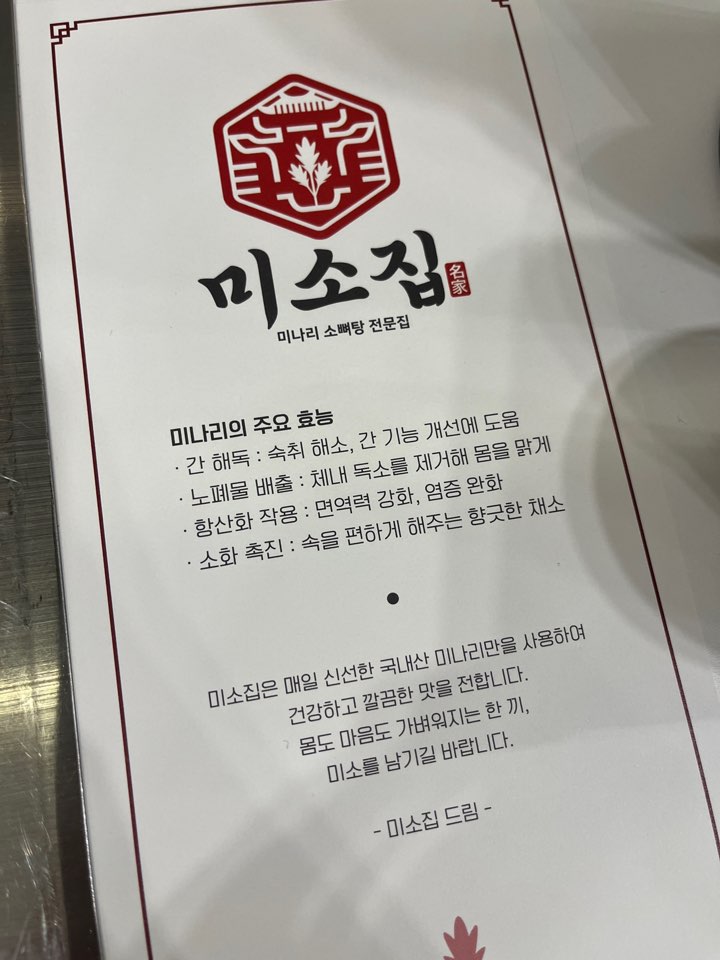 미소집
名家
미나리 소뼈탕 전문집
미나리의 주요 효능
· 간 해독 : 숙취 해소, 간 기능 개선에 도움
· 노폐물 배출 : 체내 독소를 제거해 몸을 맑게
· 항산화 작용 : 면역력 강화, 염증 완화
· 소화 촉진 : 속을 편하게 해주는 향긋한 채소
미소집은 매일 신선한 국내산 미나리만을 사용하여
건강하고 깔끔한 맛을 전합니다.
몸도 마음도 가벼워지는 한 끼,
미소를 남기길 바랍니다.
- 미소집 드림 -